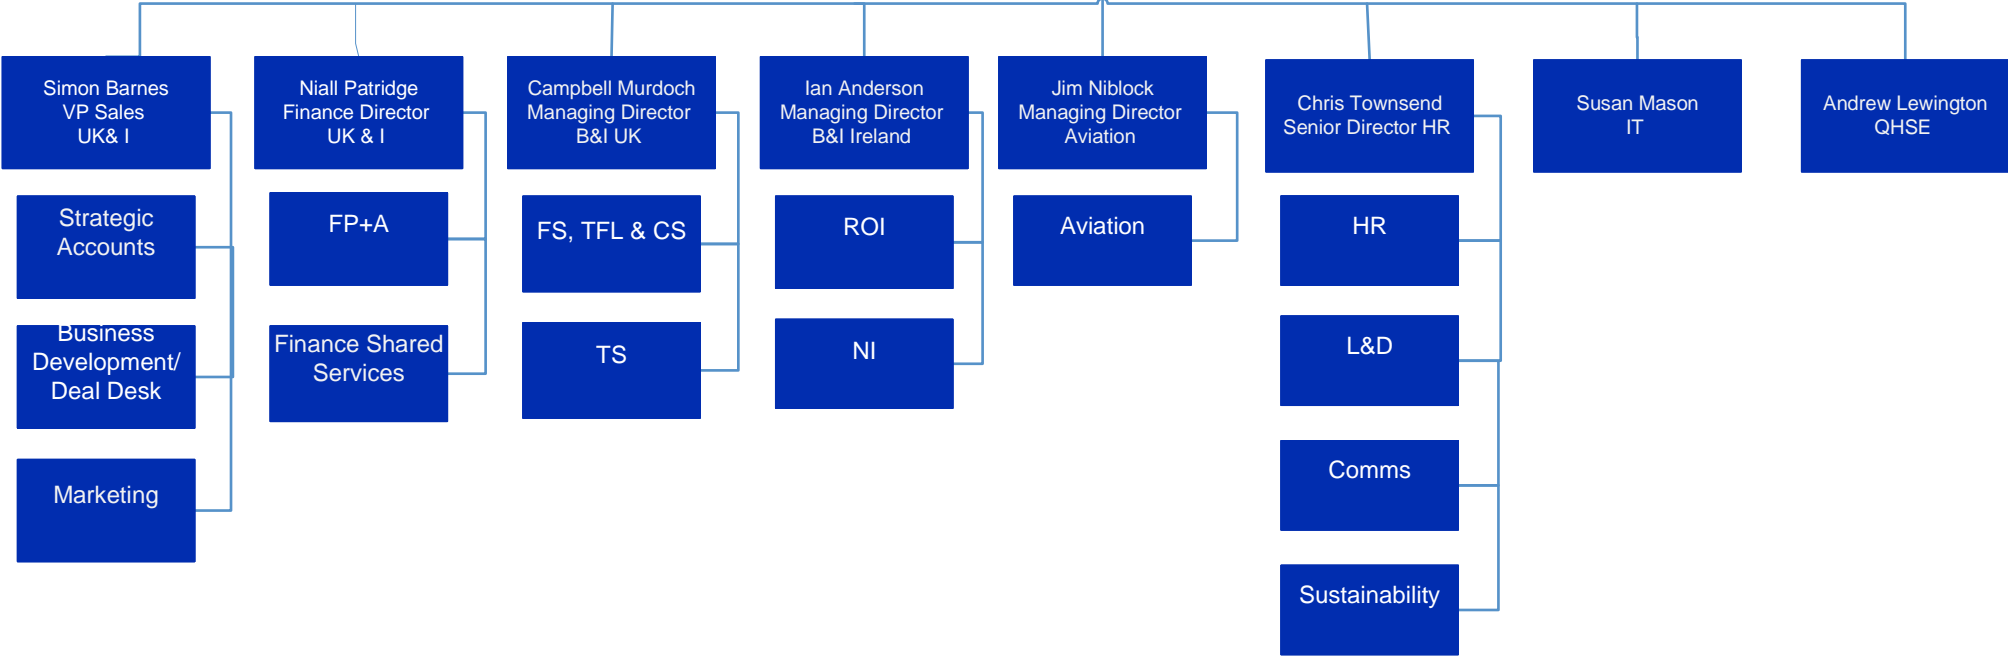 Simon Barnes
VP Sales
UK& I
Niall Patridge
Finance Director
UK & I
Campbell Murdoch
Managing Director
B&I UK
Ian Anderson
Managing Director
B&I Ireland
Jim Niblock
Managing Director
Aviation
Chris Townsend
Senior Director HR
Susan Mason
IT
Andrew Lewington
QHSE
Strategic
Accounts
Business
Development/
Deal Desk
Marketing
FP+A
Finance Shared
Services
FS, TFL & CS
TS
ROI
NI
Aviation
HR
L&D
Comms
Sustainability